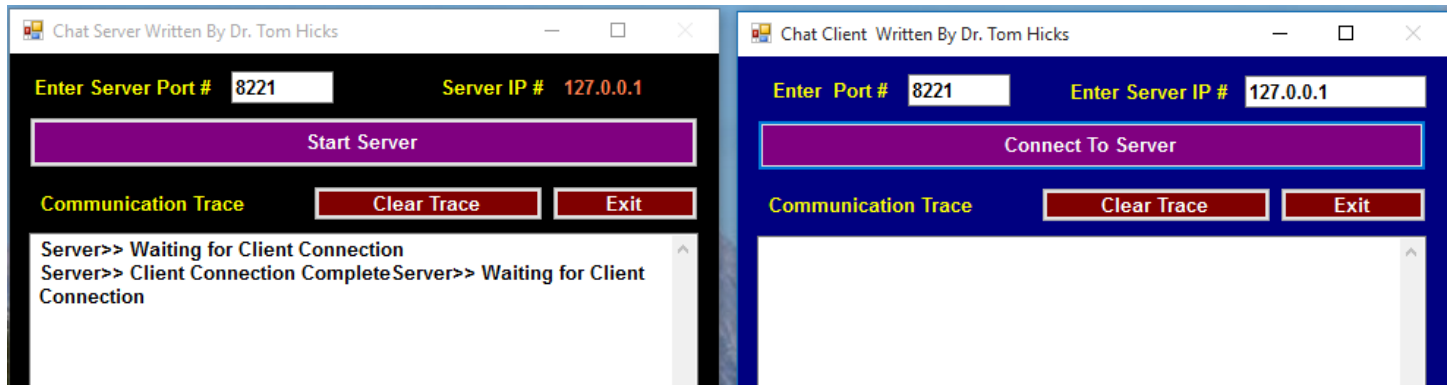 Chat Server Written By Dr. Tom Hicks
Enter Server Port # 8221 Server IP # 127.0.0.1
Start Server
Communication Trace Clear Trace Exit
Server>> Waiting for Client Connection
Server>> Client Connection CompleteServer>> Waiting for Client
Connection
Chat Client Written By Dr. Tom Hicks
Enter Port # 8221 Enter Server IP # 127.0.0.1
Connect To Server
Communication Trace Clear Trace Exit